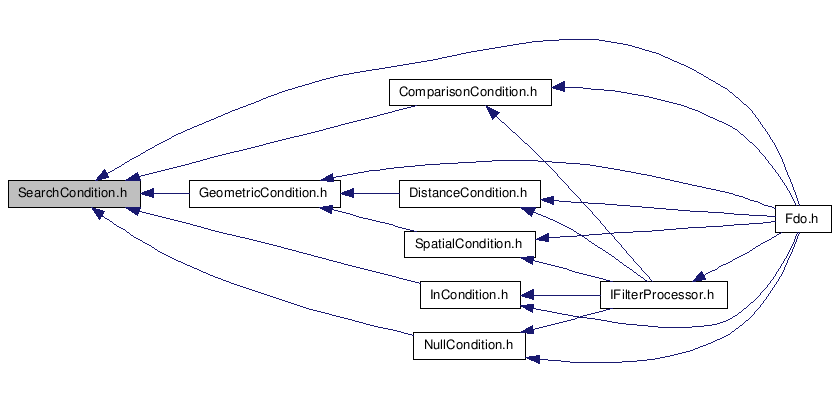 ComparisonCondition.h
SearchCondition.h
GeometricCondition.h
DistanceCondition.h
Fdo.h
SpatialCondition.h
InCondition.h
IFilterProcessor.h
NullCondition.h